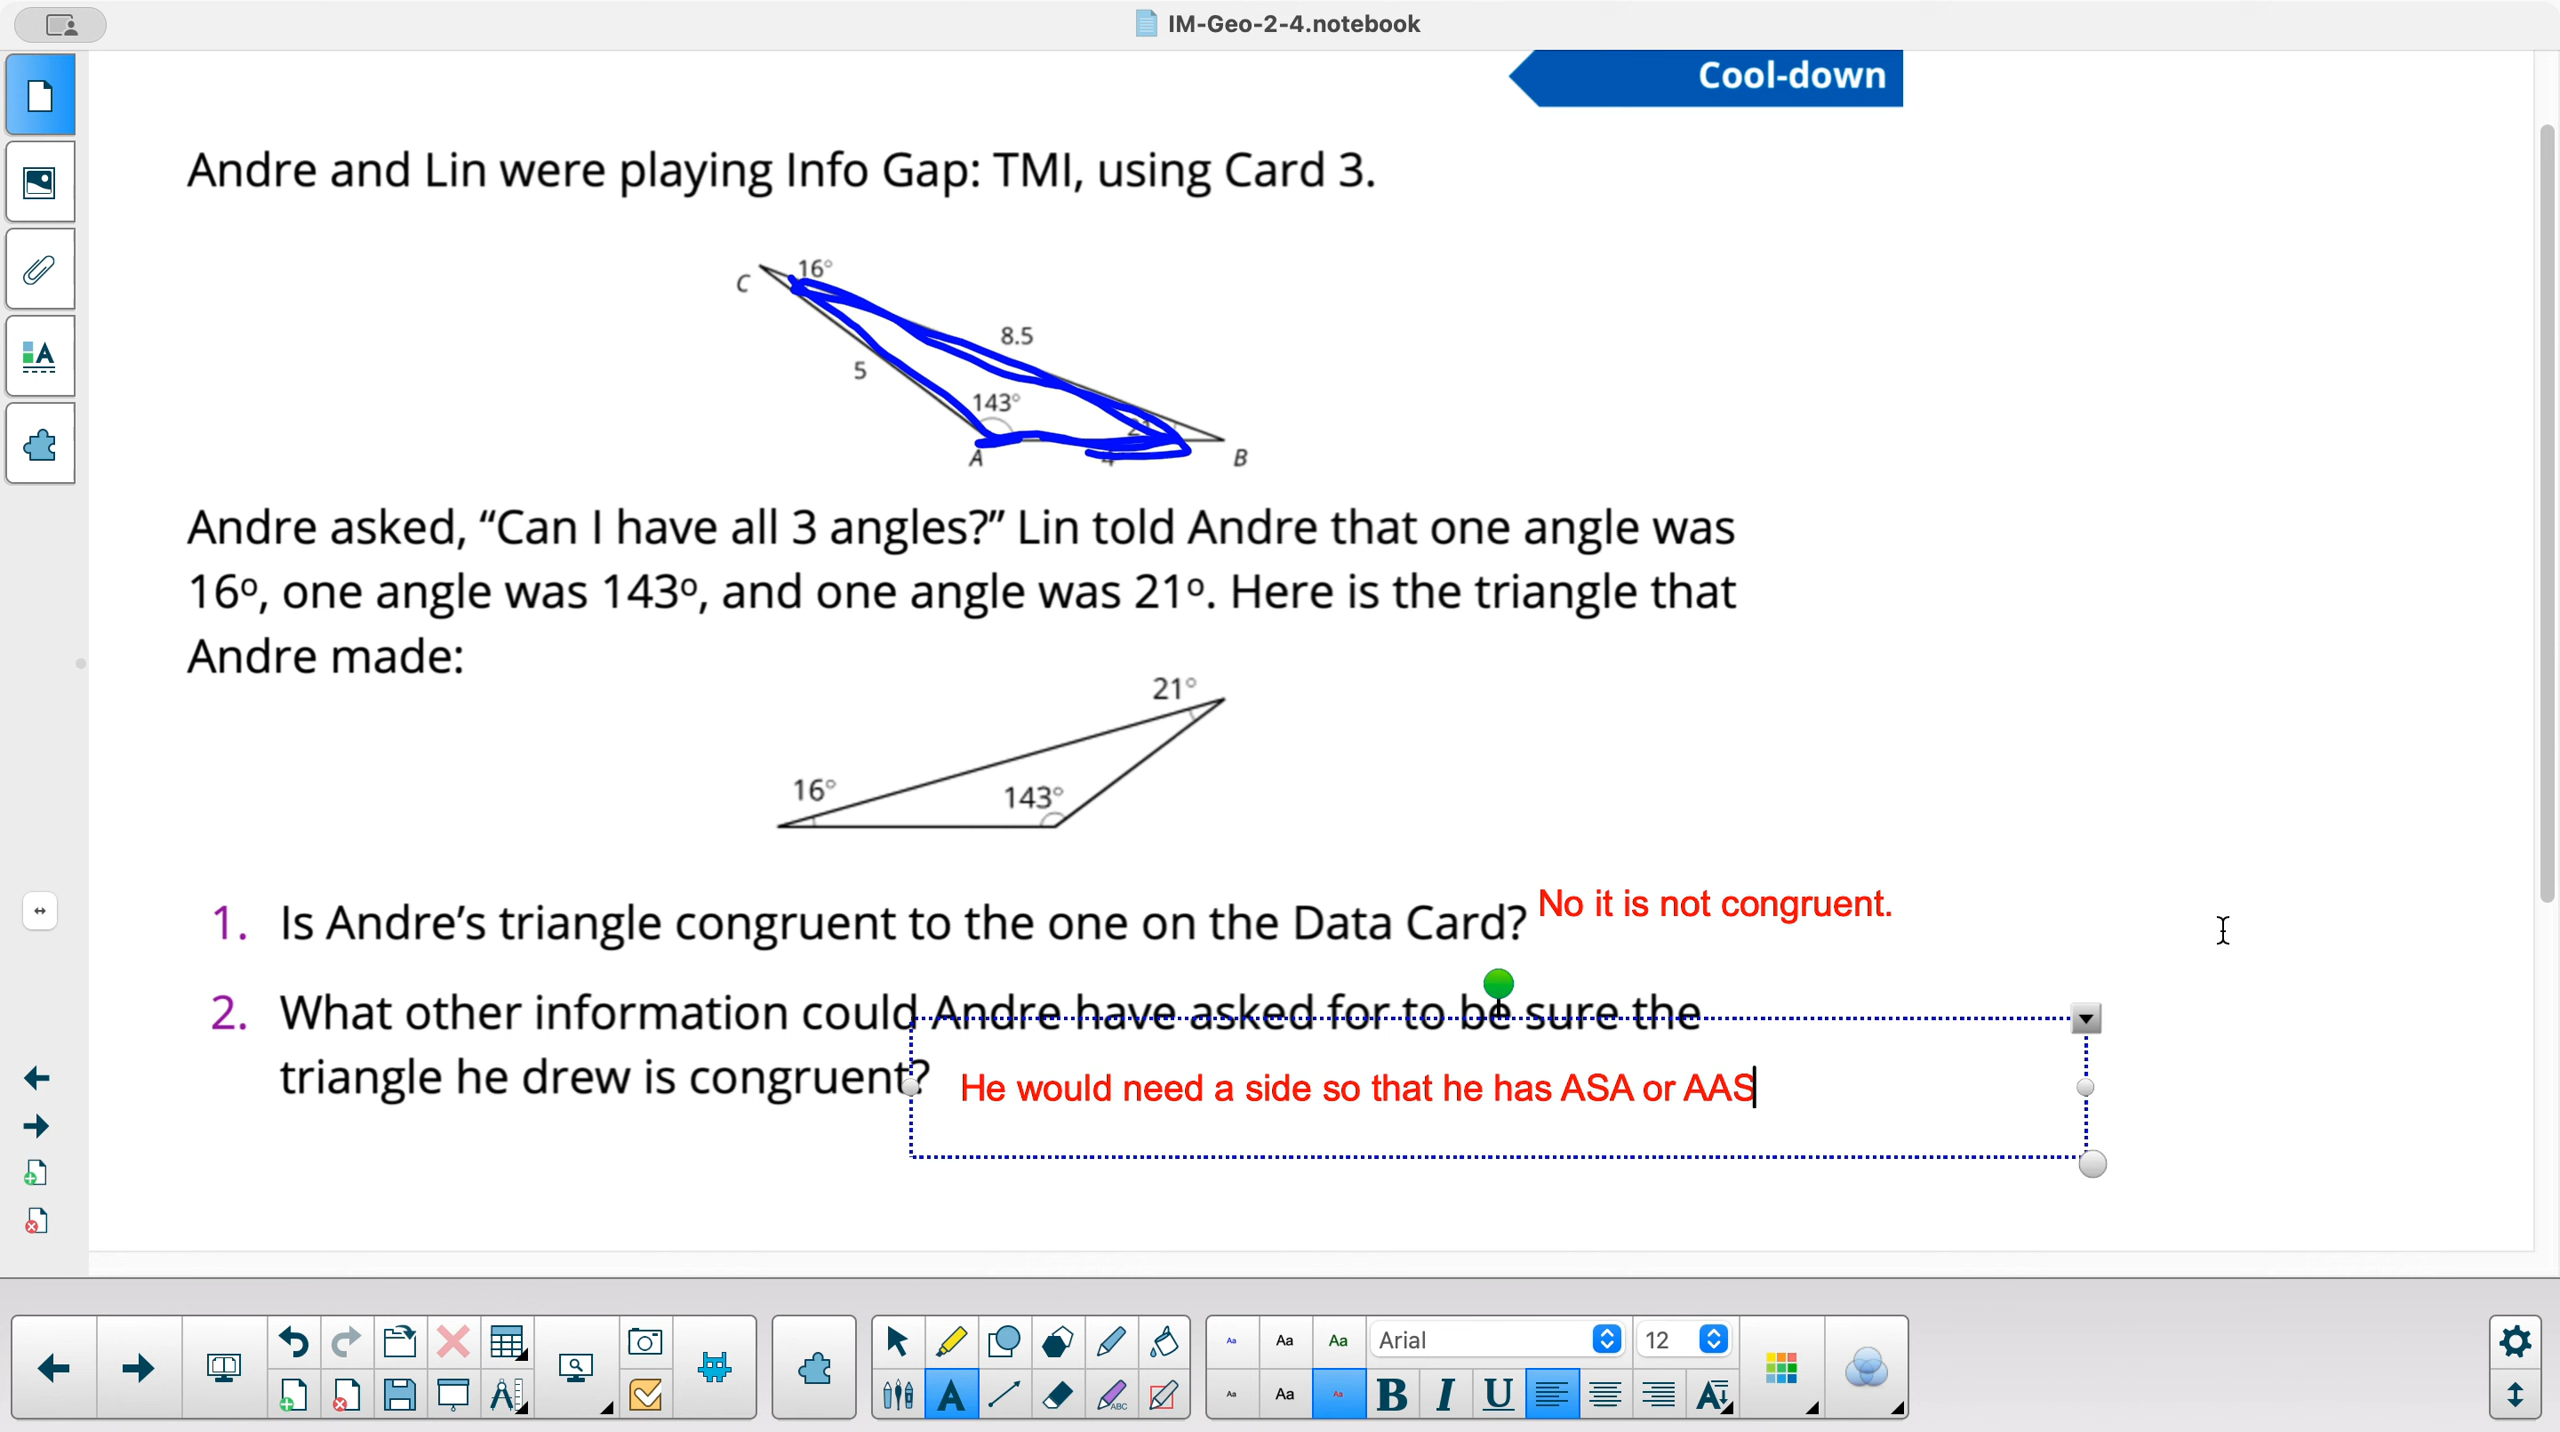 IM-Geo-2-4.notebook
Cool-down
Andre and Lin were playing Info Gap: TMI, using Card 3.
16°
C
8.5
5
143°
A
B
Andre asked, “Can I have all 3 angles?” Lin told Andre that one angle was
16º, one angle was 143º, and one angle was 21º. Here is the triangle that
Andre made:
21°
16°
143°
1. Is Andre’s triangle congruent to the one on the Data Card? No it is not congruent.
2. What other information could Andre have asked for to be sure the
triangle he drew is congruent? He would need a side so that he has ASA or AAS
Aa Aa Aa Arial 12
Aa Aa Aa B I U